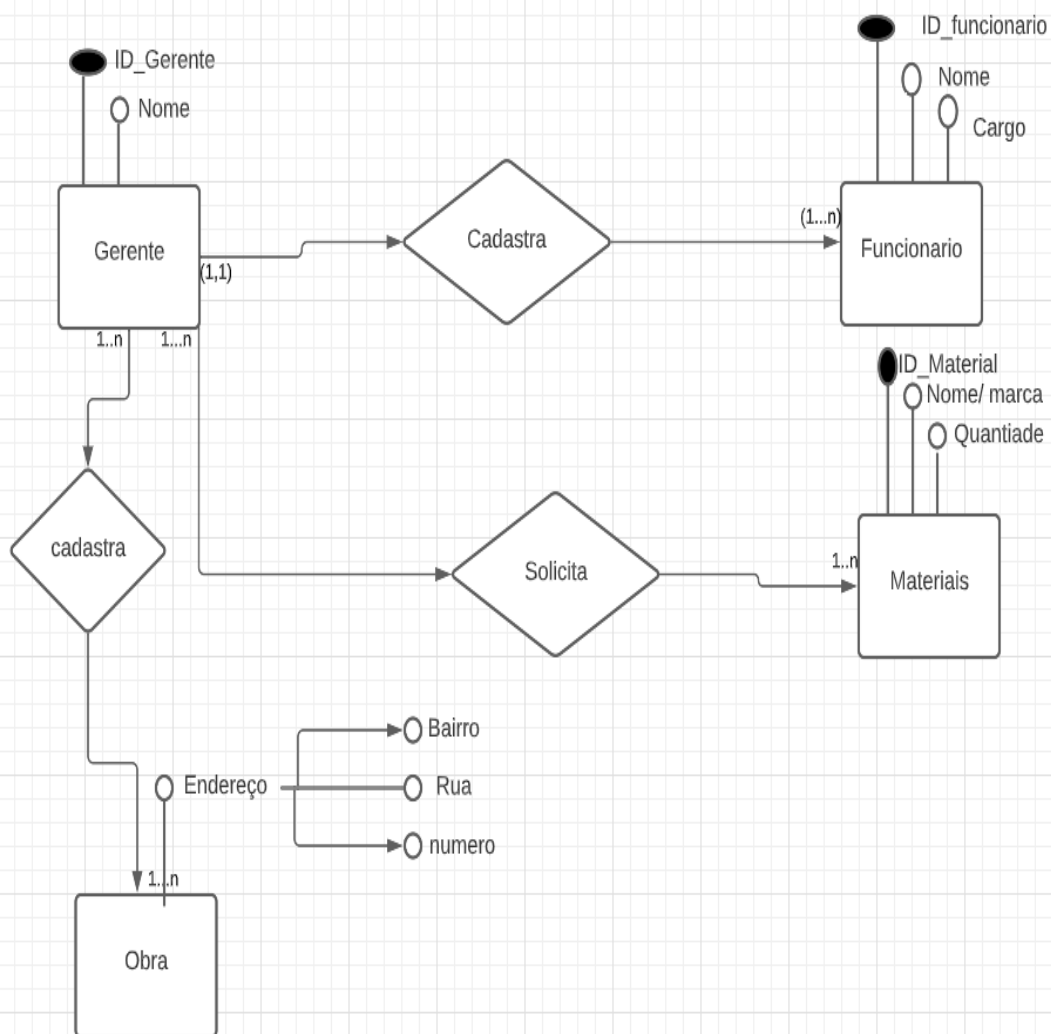 ID_Gerente
Nome
ID_funcionario
Nome
Cargo
Gerente
(1,1)
Cadastra
(1...n)
Funcionario
1..n
1...n
ID_Material
Nome/ marca
Quantiade
cadastra
Solicita
1..n
Materiais
Bairro
Endereço
Rua
numero
1...n
Obra